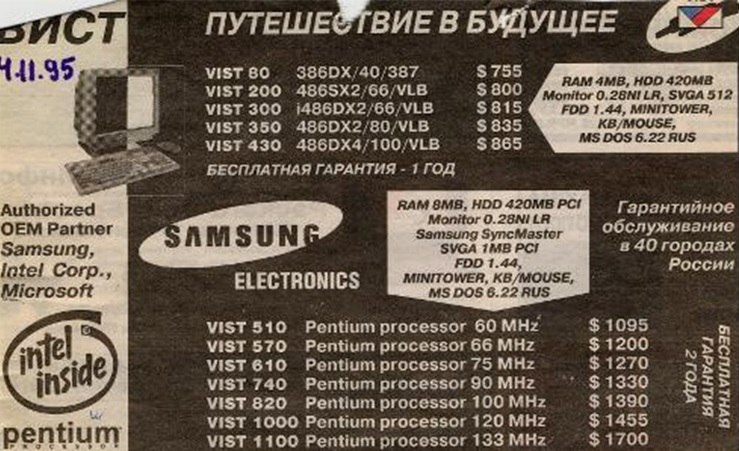 ВИСТ
4.11.95
ПУТЕШЕСТВИЕ В БУДУЩЕЕ
VIST 80 386DX/40/387 $ 755
VIST 200 486SX2/66/VLB $ 800
VIST 300 i486DX2/66/VLB $ 815
VIST 350 486DX2/80/VLB $ 835
VIST 430 486DX4/100/VLB $ 865
БЕСПЛАТНАЯ ГАРАНТИЯ - 1 ГОД
RAM 4MB, HDD 420MB
Monitor 0.28NI LR, SVGA 512
FDD 1.44, MINITOWER,
KB/MOUSE,
MS DOS 6.22 RUS
Authorized
OEM Partner
Samsung,
Intel Corp.,
Microsoft
SAMSUNG
ELECTRONICS
RAM 8MB, HDD 420MB PCI
Monitor 0.28NI LR
Samsung SyncMaster
SVGA 1MB PCI
FDD 1.44,
MINITOWER, KB/MOUSE,
MS DOS 6.22 RUS
Гарантийное
обслуживание
в 40 городах
России
intel
inside
pentium
PROCESSOR
VIST 510 Pentium processor 60 MHz $ 1095
VIST 570 Pentium processor 66 MHz $ 1200
VIST 610 Pentium processor 75 MHz $ 1270
VIST 740 Pentium processor 90 MHz $ 1330
VIST 820 Pentium processor 100 MHz $ 1390
VIST 1000 Pentium processor 120 MHz $ 1455
VIST 1100 Pentium processor 133 MHz $ 1700
БЕСПЛАТНАЯ
ГАРАНТИЯ
2 ГОДА